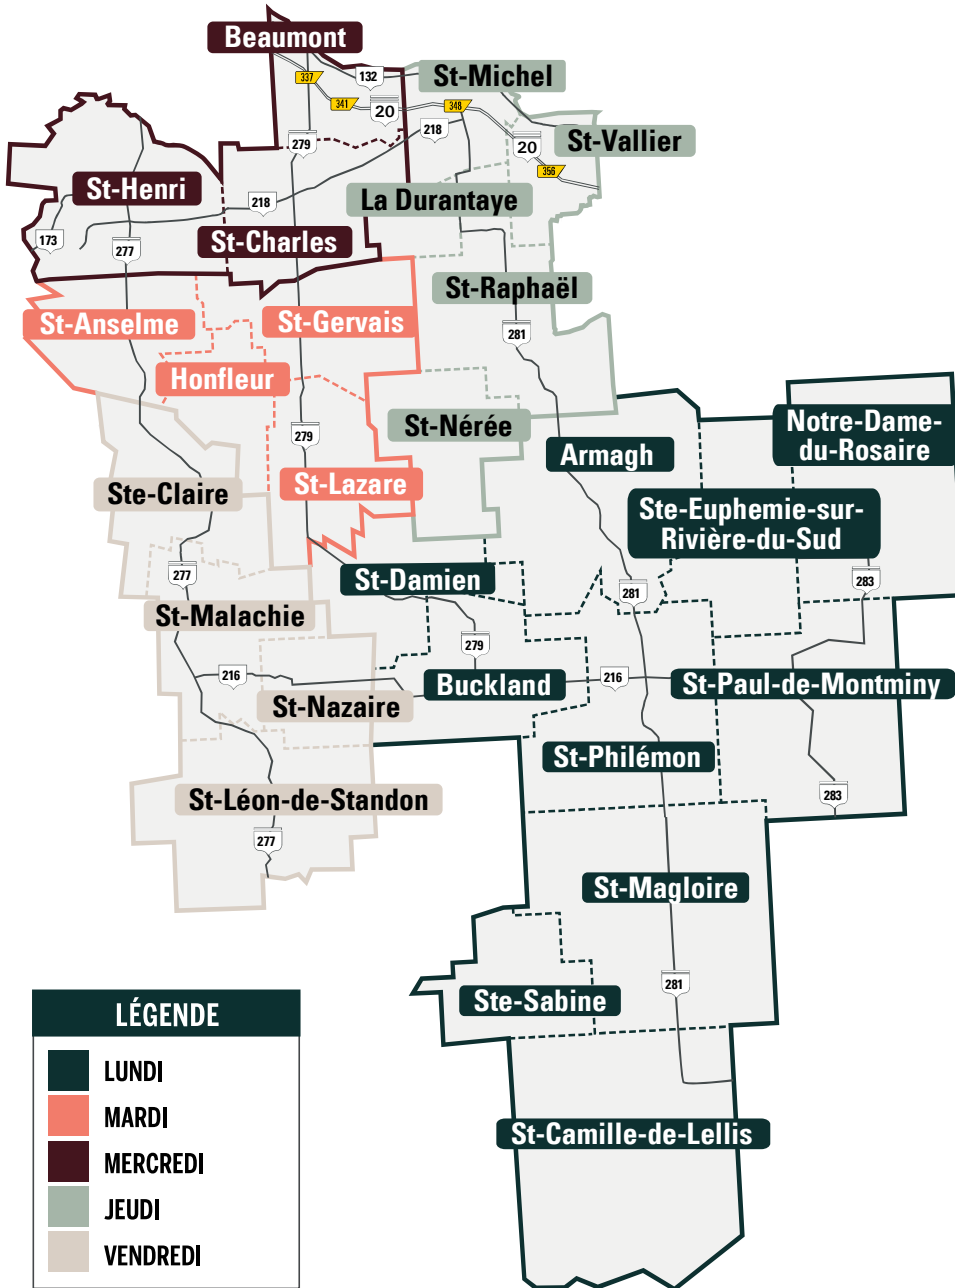 Beaumont
337
132
St-Michel
341
20
348
218
279
20
St-Vallier
356
St-Henri
218
La Durantaye
173
277
St-Charles
St-Raphaël
St-Anselme
St-Gervais
281
Honfleur
279
St-Nérée
Armagh
Notre-Dame-
du-Rosaire
Ste-Claire
St-Lazare
Ste-Euphemie-sur-
Rivière-du-Sud
277
St-Damien
281
283
St-Malachie
279
216
Buckland
216
St-Paul-de-Montminy
St-Nazaire
St-Philémon
St-Léon-de-Standon
283
277
St-Magloire
281
Ste-Sabine
St-Camille-de-Lellis
LÉGENDE
LUNDI
MARDI
MERCREDI
JEUDI
VENDREDI